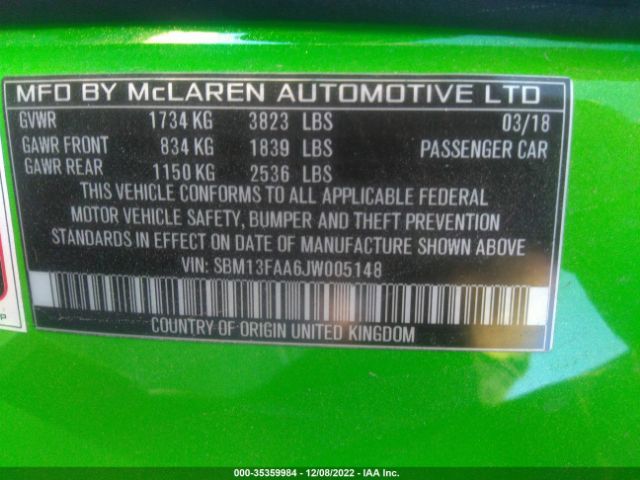 MFD BY McLAREN AUTOMOTIVE LTD
GVWR 1734 KG 3823 LBS 03/18
GAWR FRONT 834 KG 1839 LBS PASSENGER CAR
GAWR REAR 1150 KG 2536 LBS
THIS VEHICLE CONFORMS TO ALL APPLICABLE FEDERAL
MOTOR VEHICLE SAFETY, BUMPER AND THEFT PREVENTION
STANDARDS IN EFFECT ON DATE OF MANUFACTURE SHOWN ABOVE
VIN: SBM13FAA6JW005148
COUNTRY OF ORIGIN UNITED KINGDOM
000-35359984 - 12/08/2022 - IAA Inc.